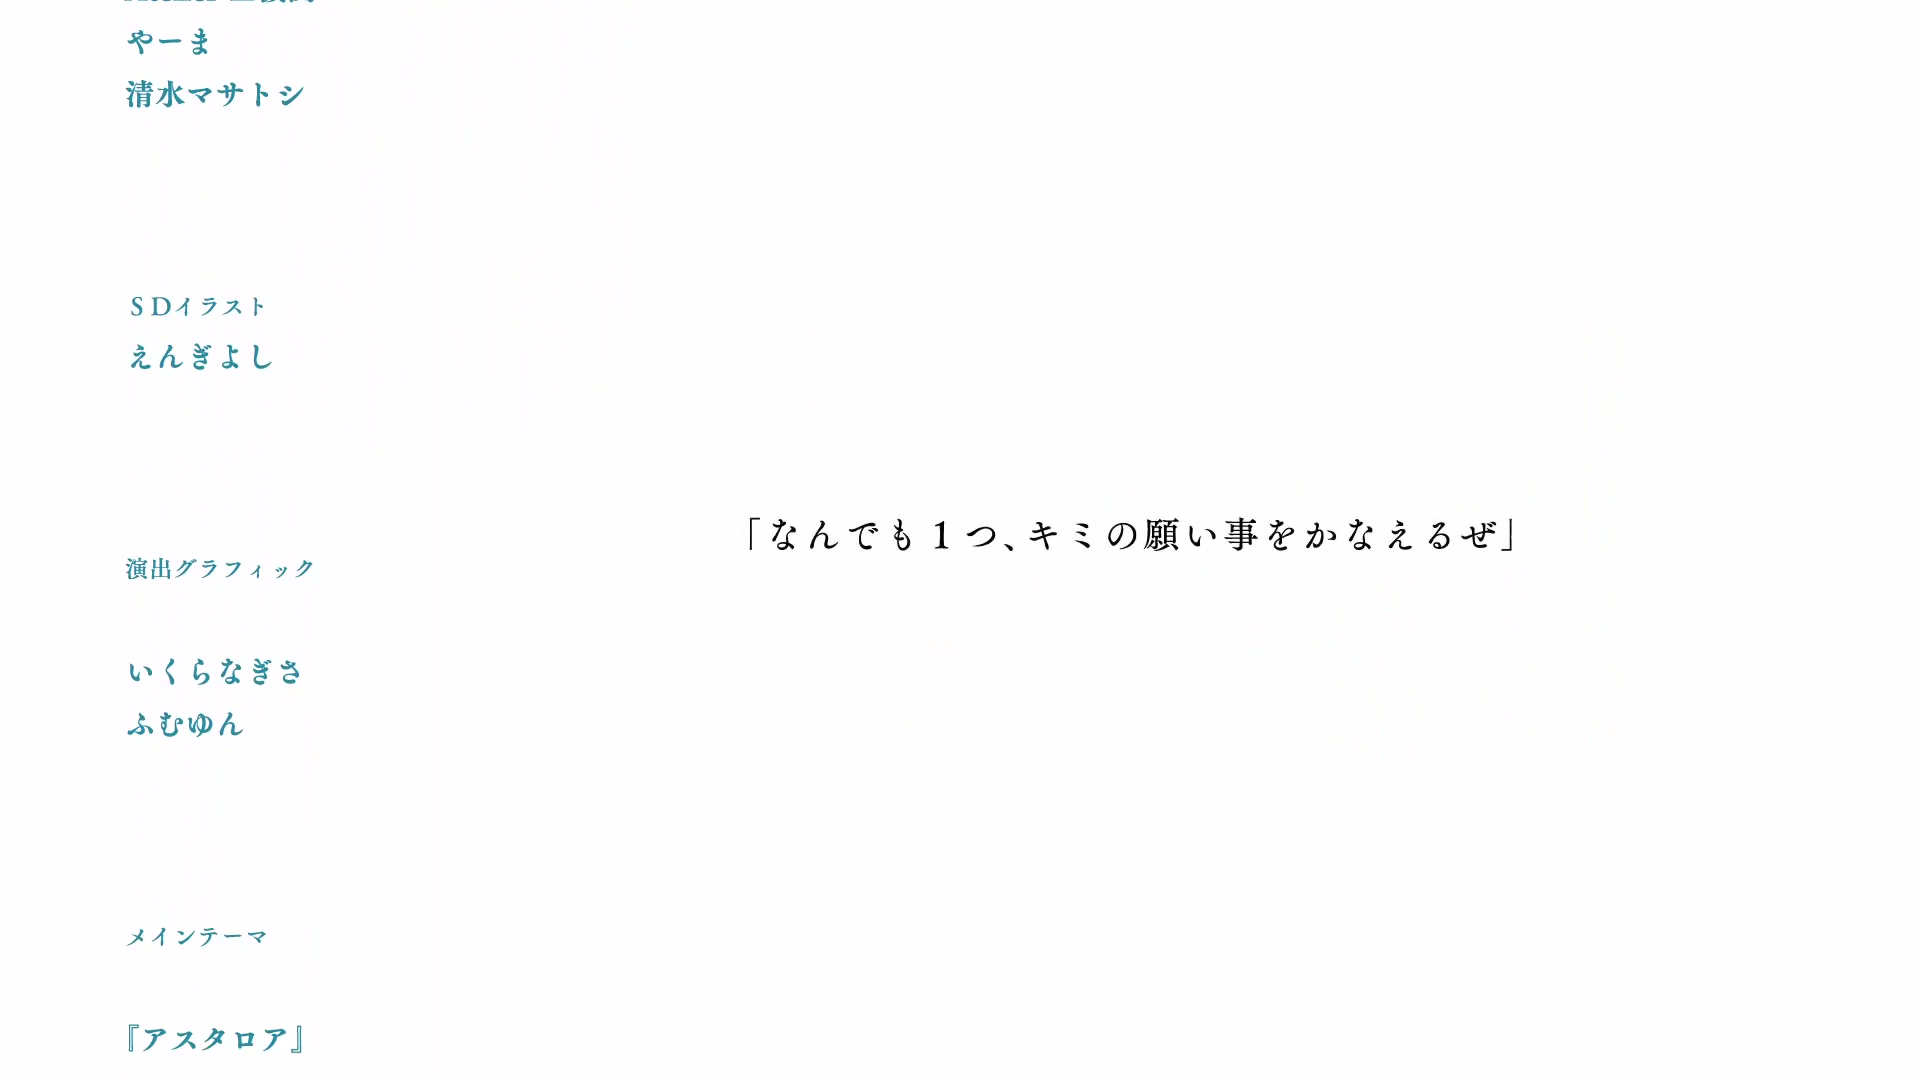 やーま
清水マサトシ
ＳＤイラスト
えんぎよし
「なんでも１つ、キミの願い事をかなえるぜ」
演出グラフィック
いくらなぎさ
ふむゆん
メインテーマ
『アスタロア』